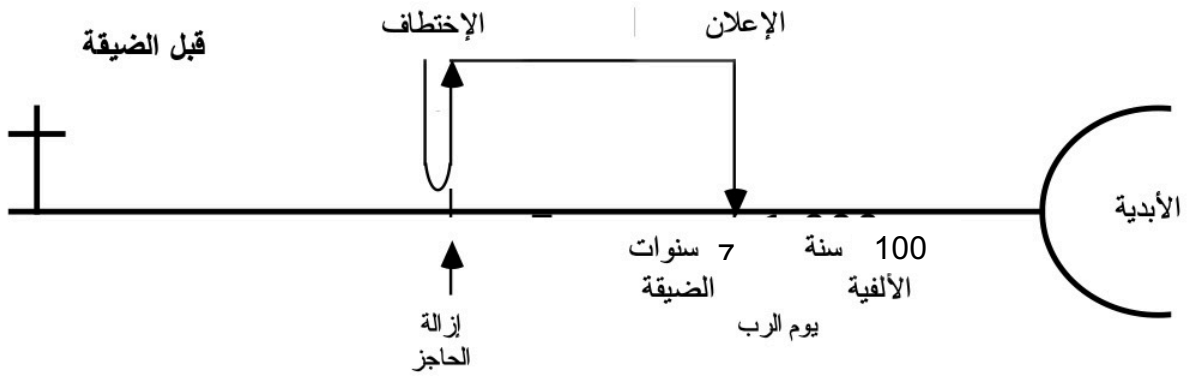 قبل الضيقة
الإختطاف
الإعلان
الأبدية
7 سنوات
الضيقة
100 سنة
الألفية
يوم الرب
إزالة
الحاجز